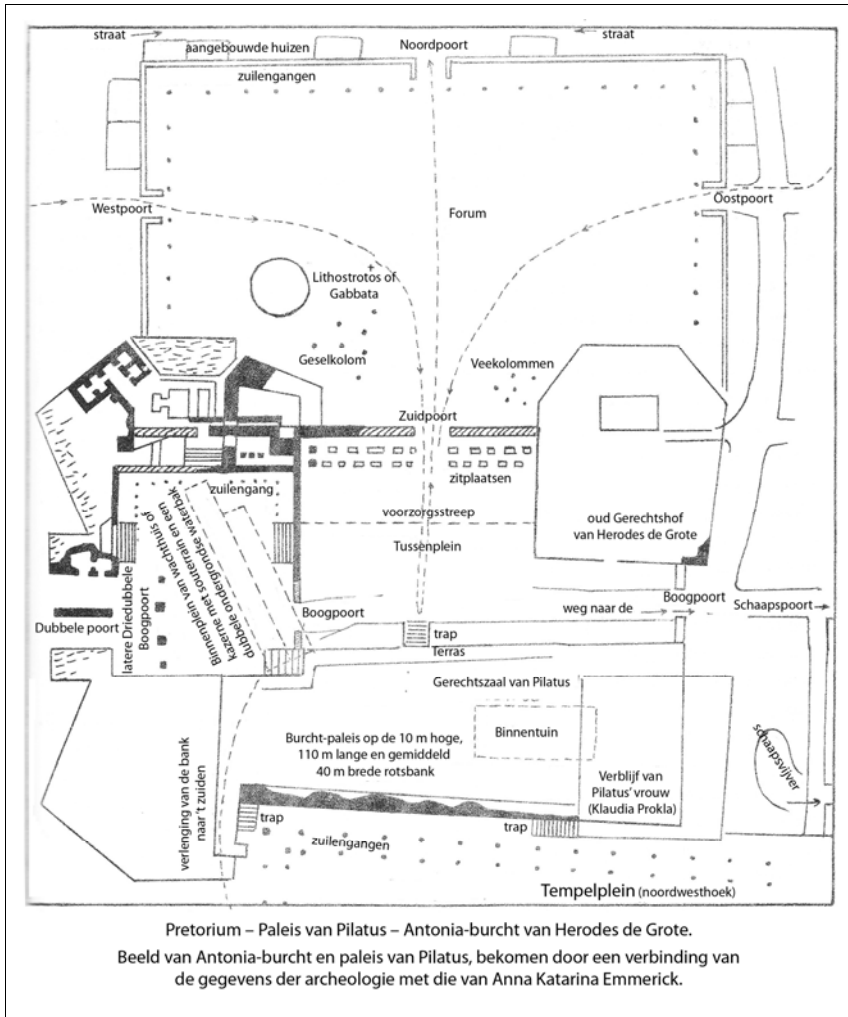 straat
aangebouwde huizen
Noordpoort
straat
zuilengangen
Westpoort
Oostpoort
Forum
Lithostrotos of
Gabbata
Geselkolom
Veekolommen
Zuidpoort
zuilengang
zitplaatsen
voorzorgsstreep
Tussenplein
oud Gerechtshof
van Herodes de Grote
Binnenplein van wachthuis of
kazerne met souterrain en een
dubbele ondergrondse waterbak
latere Driedubbele
Boogpoort
Dubbele poort
Boogpoort
Boogpoort
weg naar de
Schaapspoort
trap
Terras
Gerechtszaal van Pilatus
Binnentuin
Burcht-paleis op de 10 m hoge,
110 m lange en gemiddeld
40 m brede rotsbank
schaapsvijver
Verblijf van
Pilatus' vrouw
(Klaudia Prokla)
verlenging van de bank
naar 't zuiden
trap
trap
zuilengangen
Tempelplein (noordwesthoek)
Pretorium – Paleis van Pilatus – Antonia-burcht van Herodes de Grote.
Beeld van Antonia-burcht en paleis van Pilatus, bekomen door een verbinding van
de gegevens der archeologie met die van Anna Katarina Emmerick.